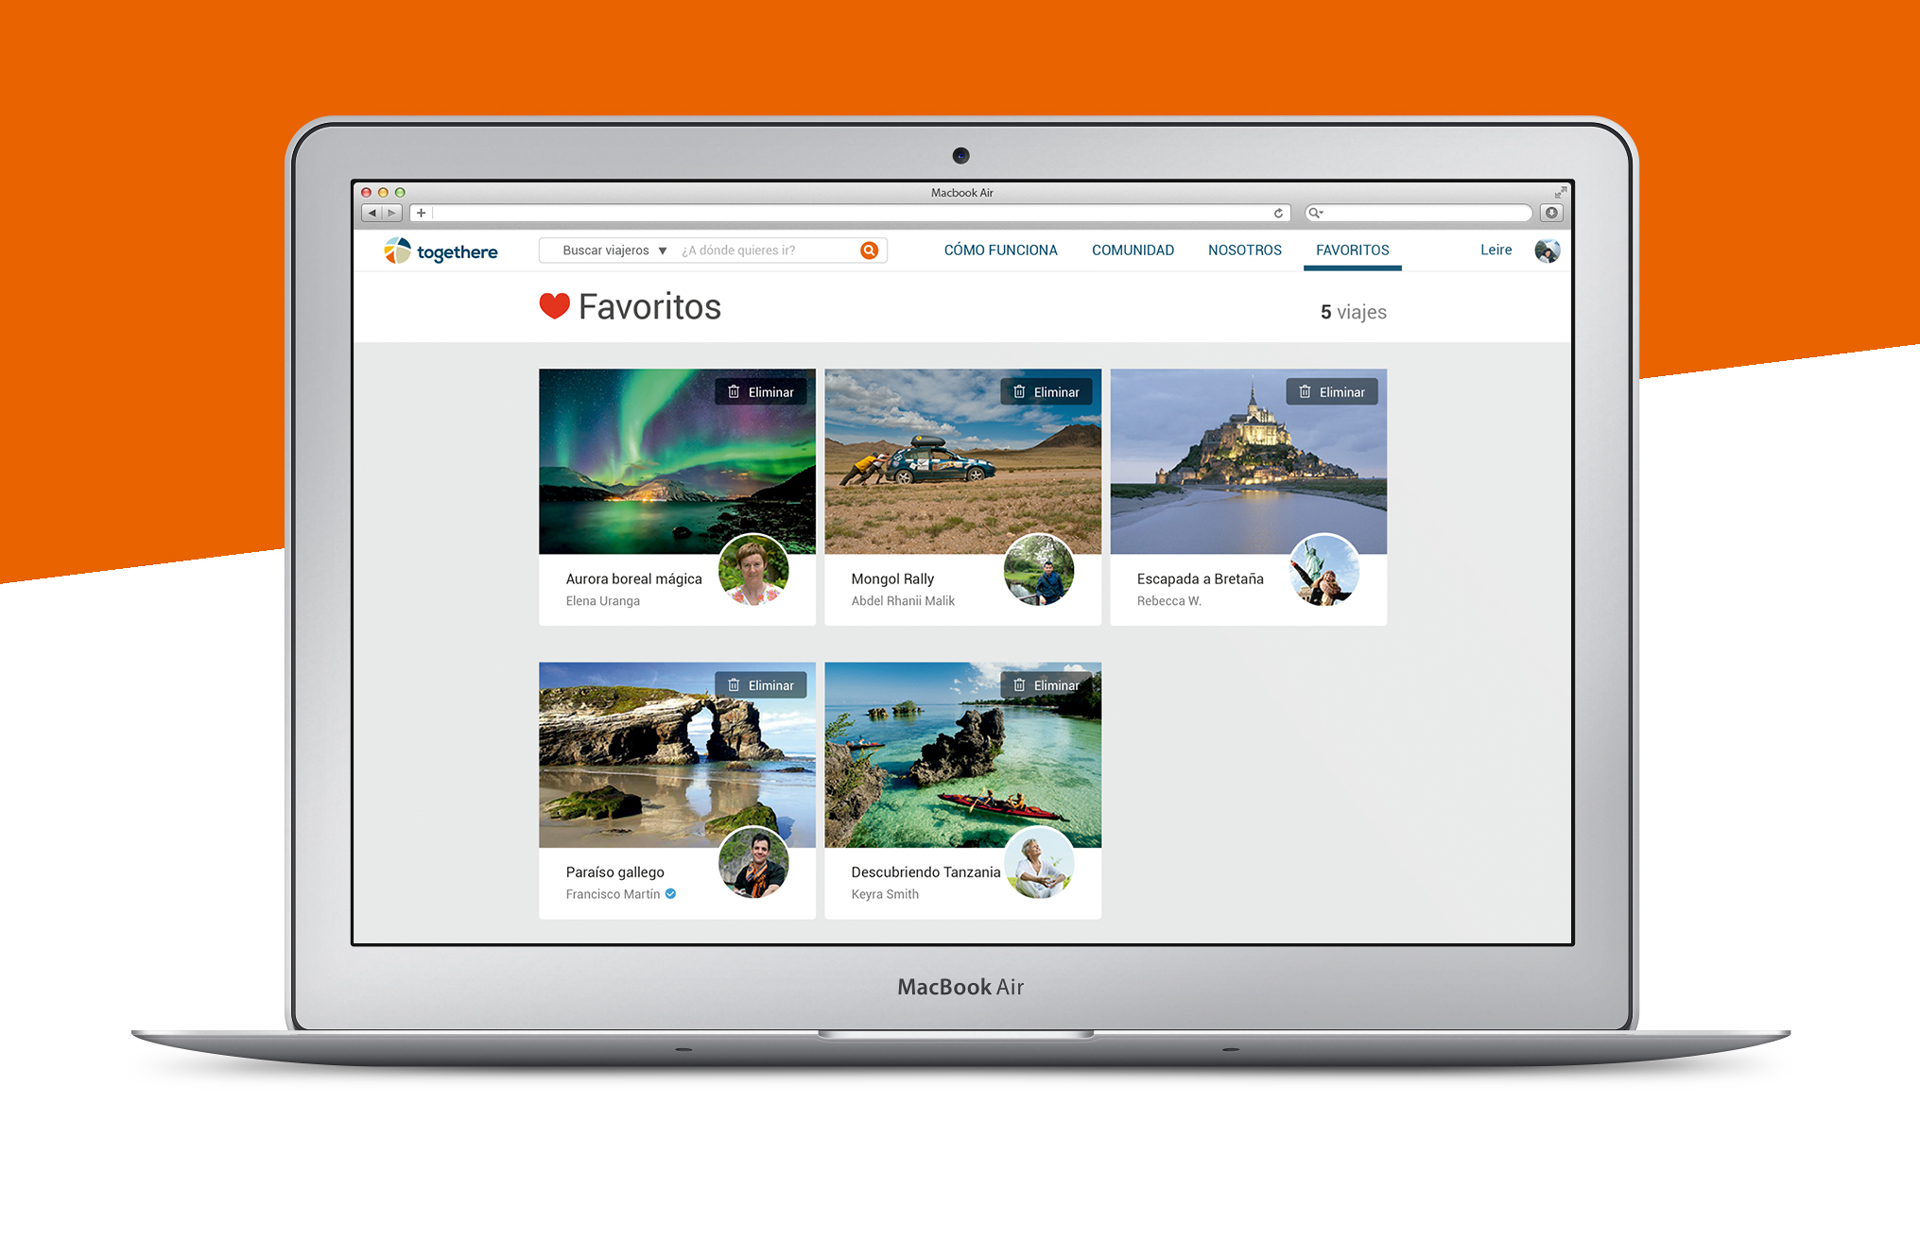 Macbook Air
togethere
Buscar viajeros ¿A dónde quieres ir?
CÓMO FUNCIONA COMUNIDAD NOSOTROS FAVORITOS Leire
Favoritos
5 viajes
Eliminar
Aurora boreal mágica
Elena Uranga
Eliminar
Mongol Rally
Abdel Rhanii Malik
Eliminar
Escapada a Bretaña
Rebecca W.
Eliminar
Paraíso gallego
Francisco Martín
Eliminar
Descubriendo Tanzania
Keyra Smith
MacBook Air